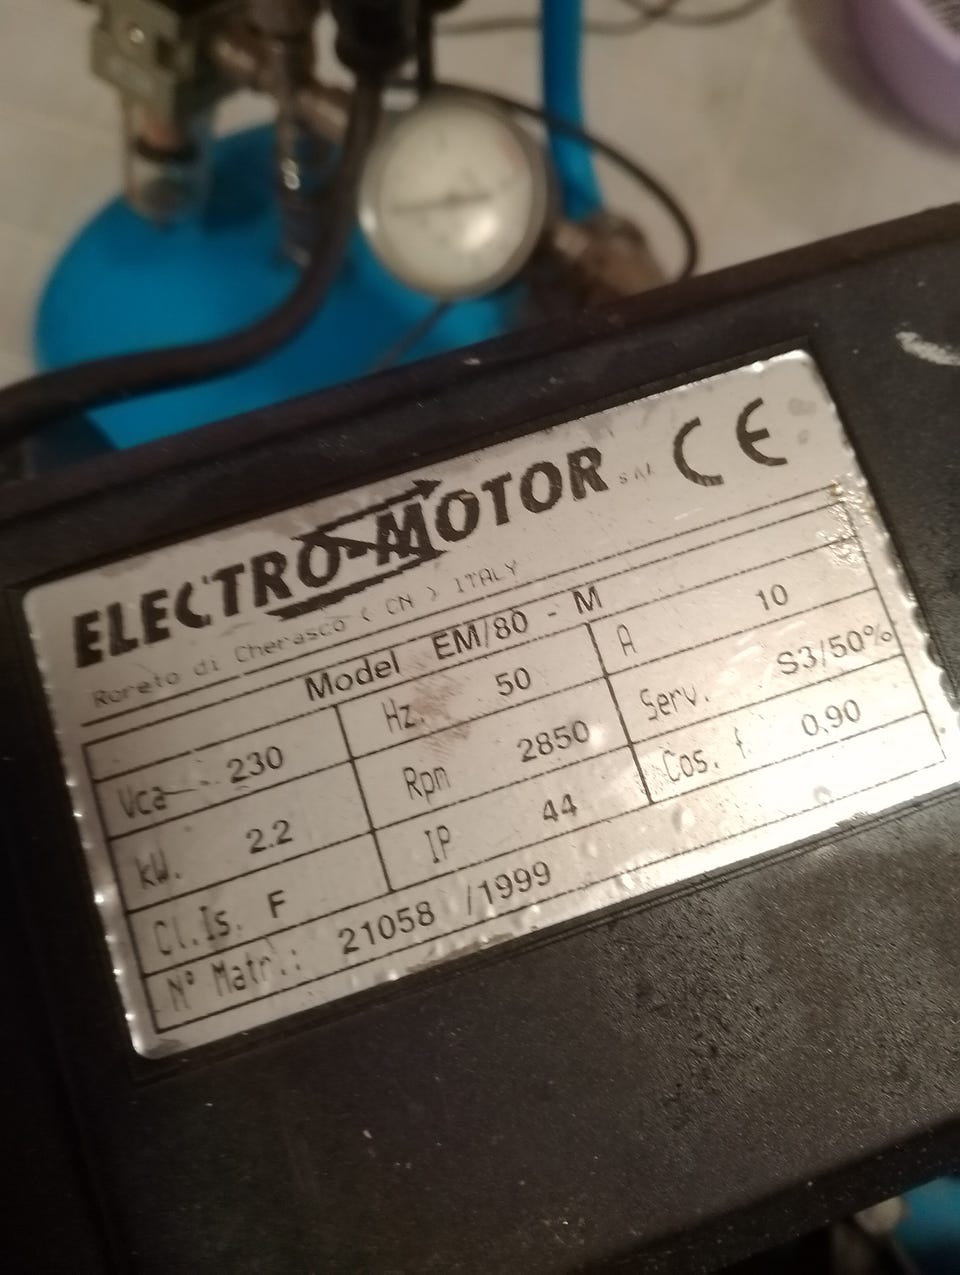 ELECTRO-MOTOR s.r.l. CE
Roreto di Cherasco ( CN ) ITALY
Model EM/80 - M
Vca 230 Hz. 50 A 10
kW. 2.2 Rpm 2850 Serv. S3/50%
Cl.Is. F IP 44 Cos. f 0,90
N° Matr.: 21058 /1999